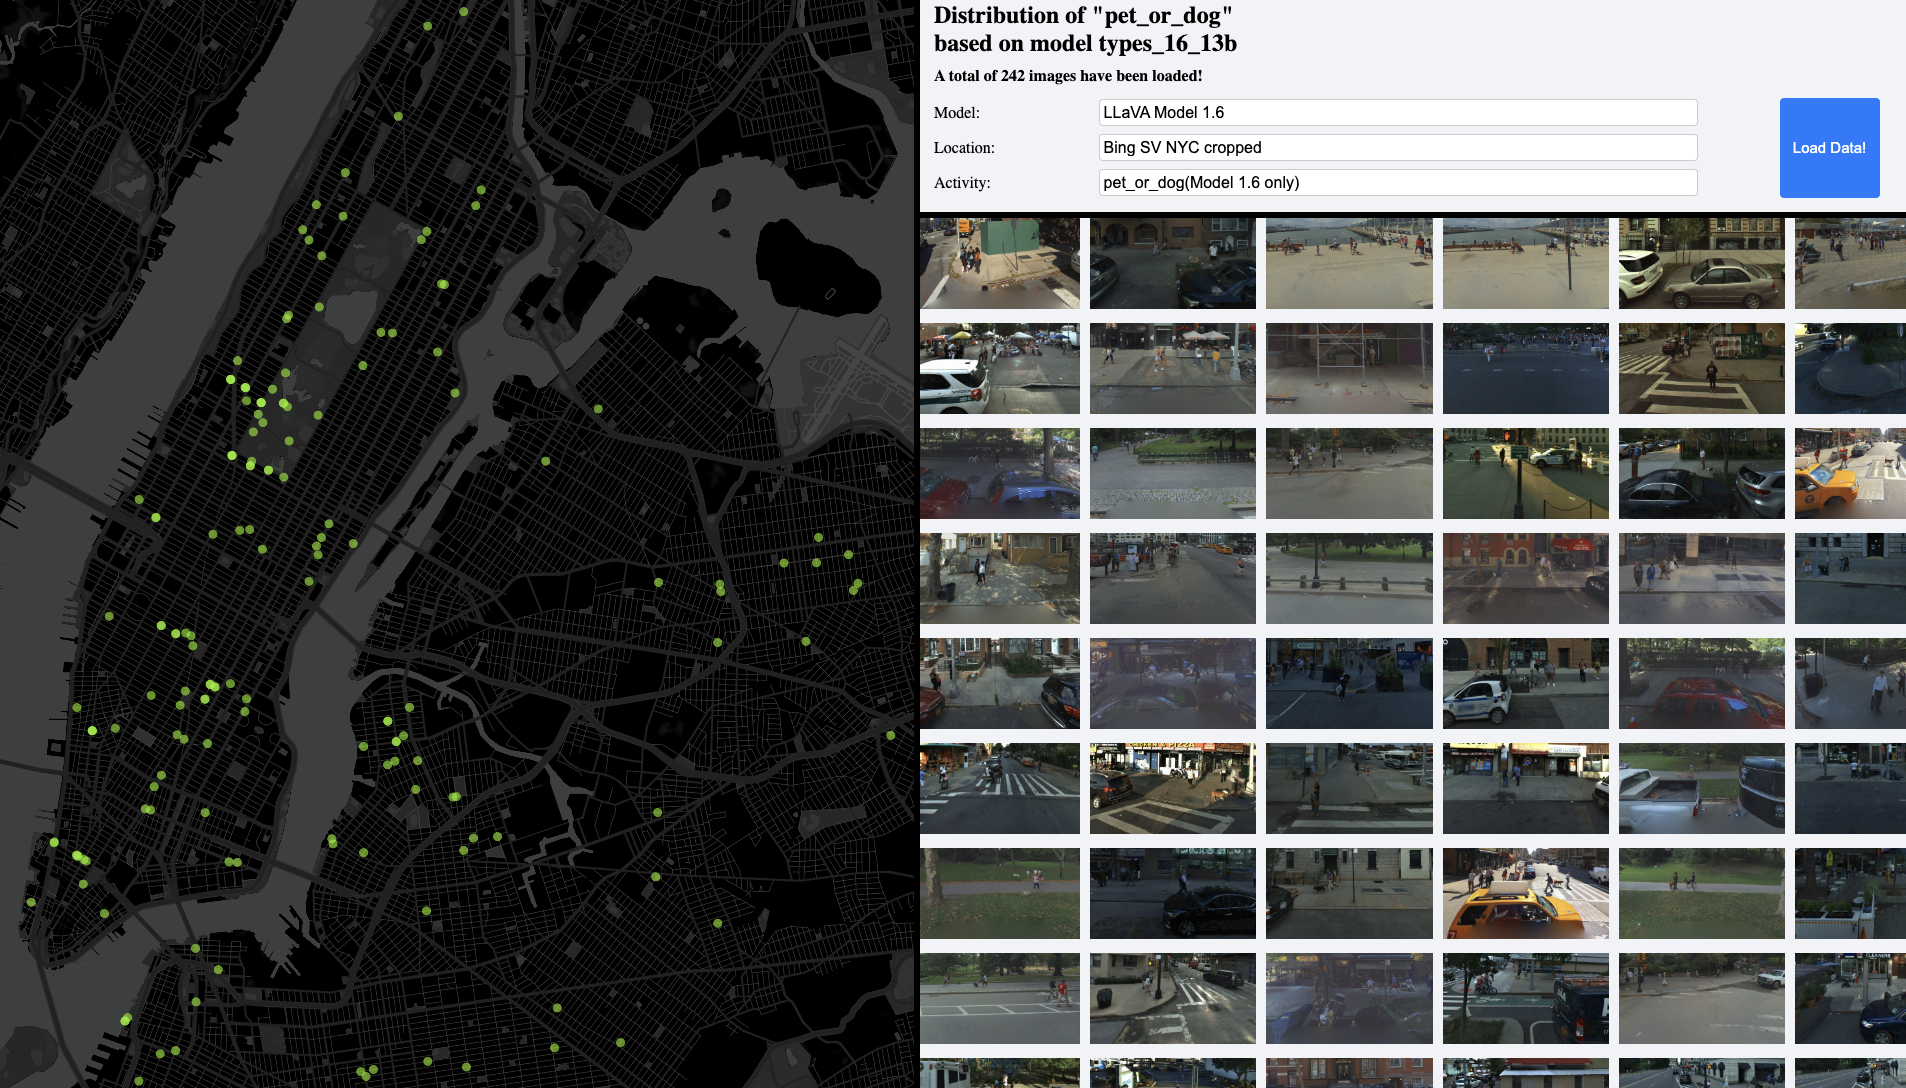 Distribution of "pet_or_dog"
based on model types_16_13b
A total of 242 images have been loaded!
Model:
LLaVA Model 1.6
Location:
Bing SV NYC cropped
Activity:
pet_or_dog(Model 1.6 only)
Load Data!
CLEANERS